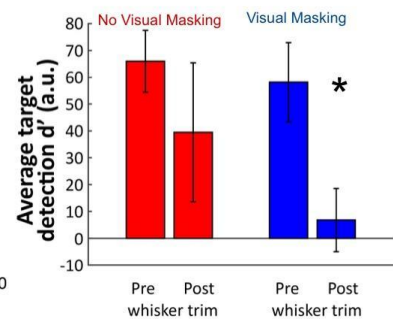 No Visual Masking
Visual Masking
Average target
detection d' (a.u.)
80
70
60
50
40
30
20
10
0
-10
*
0
Pre Post
whisker trim
Pre Post
whisker trim